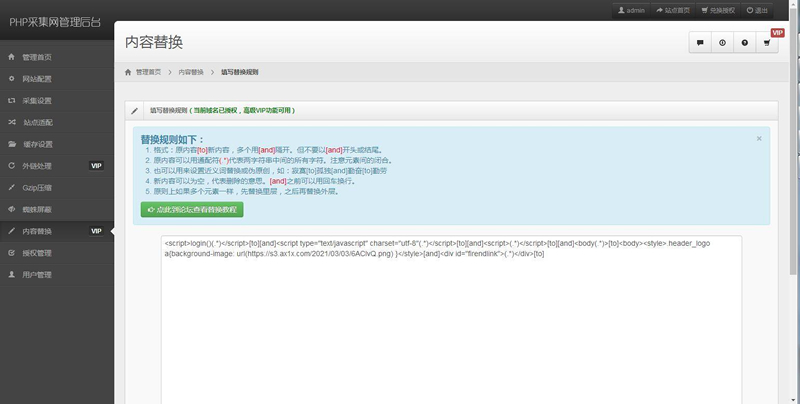 admin 站点首页 兑换授权 退出
PHP采集网管理后台
管理首页
网站配置
采集设置
站点适配
缓存设置
外链处理 VIP
Gzip压缩
蜘蛛屏蔽
内容替换 VIP
授权管理
用户管理
内容替换
VIP
管理首页 > 内容替换 > 填写替换规则
填写替换规则 ( 当前域名已授权，高级VIP功能可用 )
替换规则如下： ×
1. 格式：原内容[to]新内容，多个用[and]隔开。但不要以[and]开头或结尾。
2. 原内容可以用通配符(.*)代表两字符串中间的所有字符。注意元素间的闭合。
3. 也可以用来设置近义词替换或伪原创，如：寂寞[to]孤独[and]勤奋[to]勤劳
4. 新内容可以为空，代表删除的意思。[and]之前可以用回车换行。
5. 原则上如果多个元素一样，先替换里层，之后再替换外层。
点此到论坛查看替换教程
<script>login()(.*)</script>[to][and]<script type="text/javascript" charset="utf-8"(.*)</script>[to][and]<script>(.*)</script>[to][and]<body(.*)>[to]<body><style>.header_logo
a{background-image: url(https://s3.ax1x.com/2021/03/03/6ACivQ.png) }</style>[and]<div id="firendlink">(.*)</div>[to]